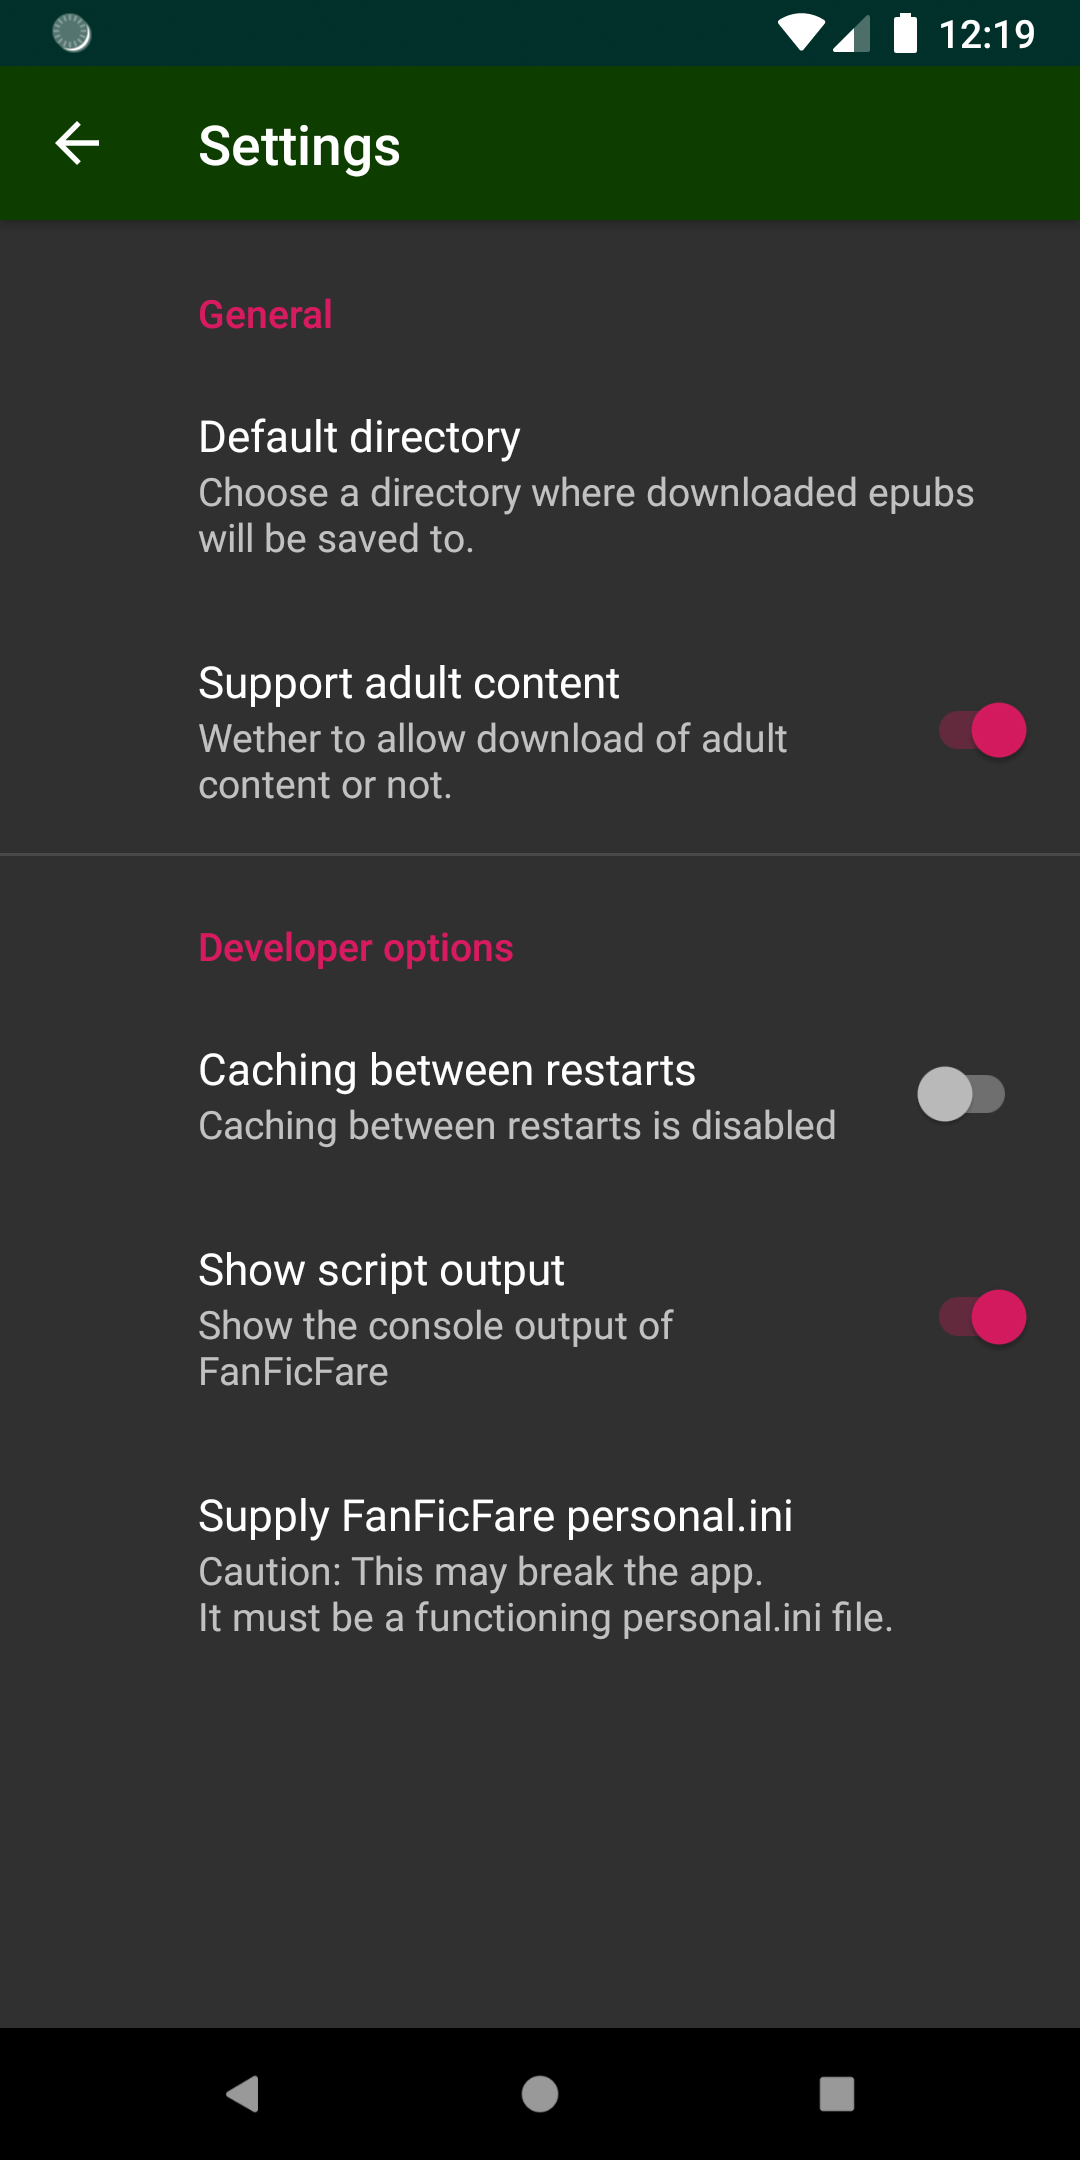 12:19
Settings
General
Default directory
Choose a directory where downloaded epubs
will be saved to.
Support adult content
Wether to allow download of adult
content or not.
Developer options
Caching between restarts
Caching between restarts is disabled
Show script output
Show the console output of
FanFicFare
Supply FanFicFare personal.ini
Caution: This may break the app.
It must be a functioning personal.ini file.